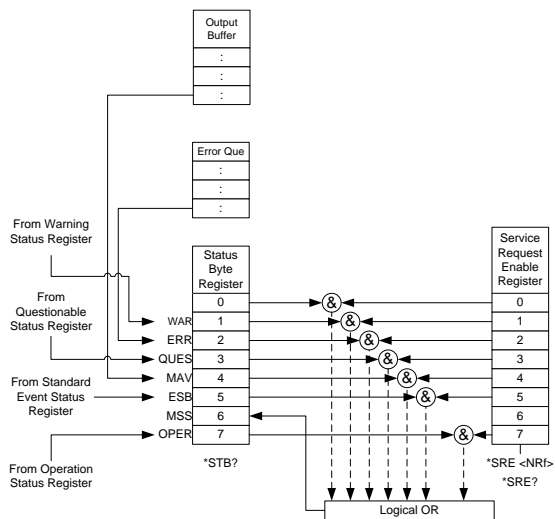 Output
Buffer
:
:
:
Error Que
:
:
:
From Warning
Status Register
From
Questionable
Status Register
From Standard
Event Status
Register
From Operation
Status Register
WAR
ERR
QUES
MAV
ESB
MSS
OPER
Status
Byte
Register
0
1
2
3
4
5
6
7
*STB?
&
&
&
&
&
&
&
Service
Request
Enable
Register
0
1
2
3
4
5
6
7
*SRE <NRf>
*SRE?
Logical OR